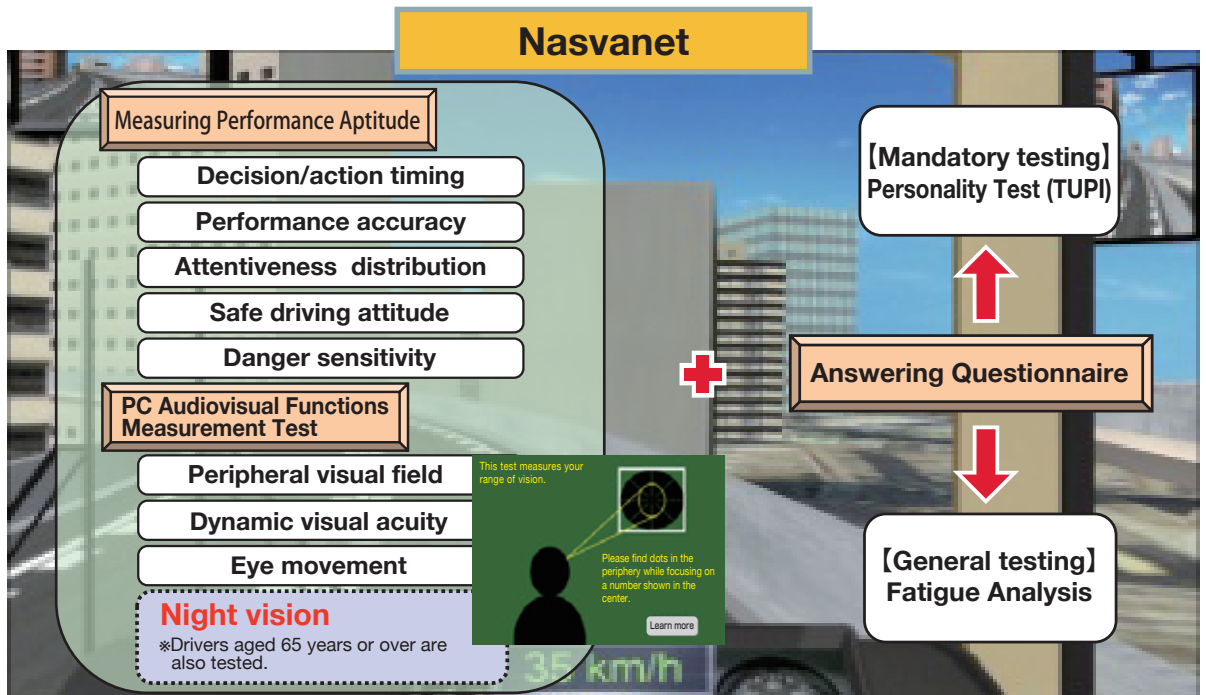 Nasvanet
Measuring Performance Aptitude
Decision/action timing
Performance accuracy
Attentiveness distribution
Safe driving attitude
Danger sensitivity
PC Audiovisual Functions
Measurement Test
Peripheral visual field
Dynamic visual acuity
Eye movement
Night vision
※Drivers aged 65 years or over are
also tested.
This test measures your
range of vision.
Please find dots in the
periphery while focusing on
a number shown in the
center.
Learn more
35 km/h
【Mandatory testing】
Personality Test (TUPI)
Answering Questionnaire
【General testing】
Fatigue Analysis